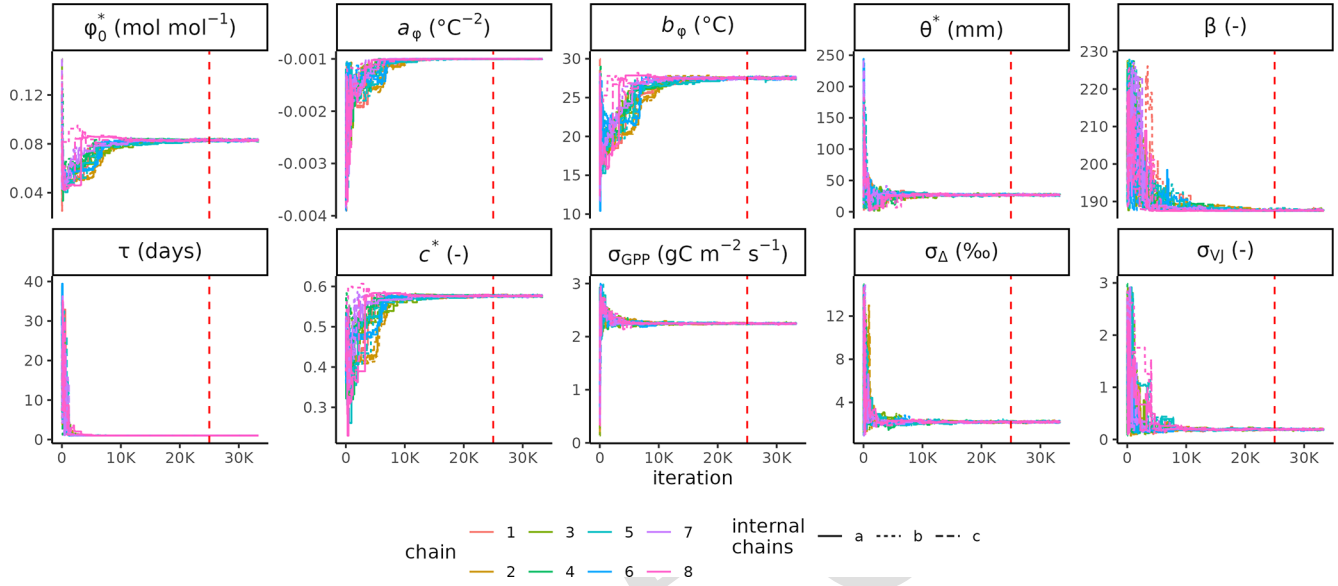 φ₀* (mol mol⁻¹)
a_φ (°C⁻²)
b_φ (°C)
θ* (mm)
β (-)
0.12
0.08
0.04
-0.001
-0.002
-0.003
-0.004
30
25
20
15
10
250
200
150
100
50
0
230
220
210
200
190
τ (days)
c* (-)
σ_GPP (gC m⁻² s⁻¹)
σ_Δ (‰)
σ_VJ (-)
40
30
20
10
0
0.6
0.5
0.4
0.3
3
2
1
0
12
8
4
3
2
1
0
0 10K 20K 30K
0 10K 20K 30K
0 10K 20K 30K
0 10K 20K 30K
0 10K 20K 30K
iteration
chain
1 3 5 7
2 4 6 8
internal
chains
a b c